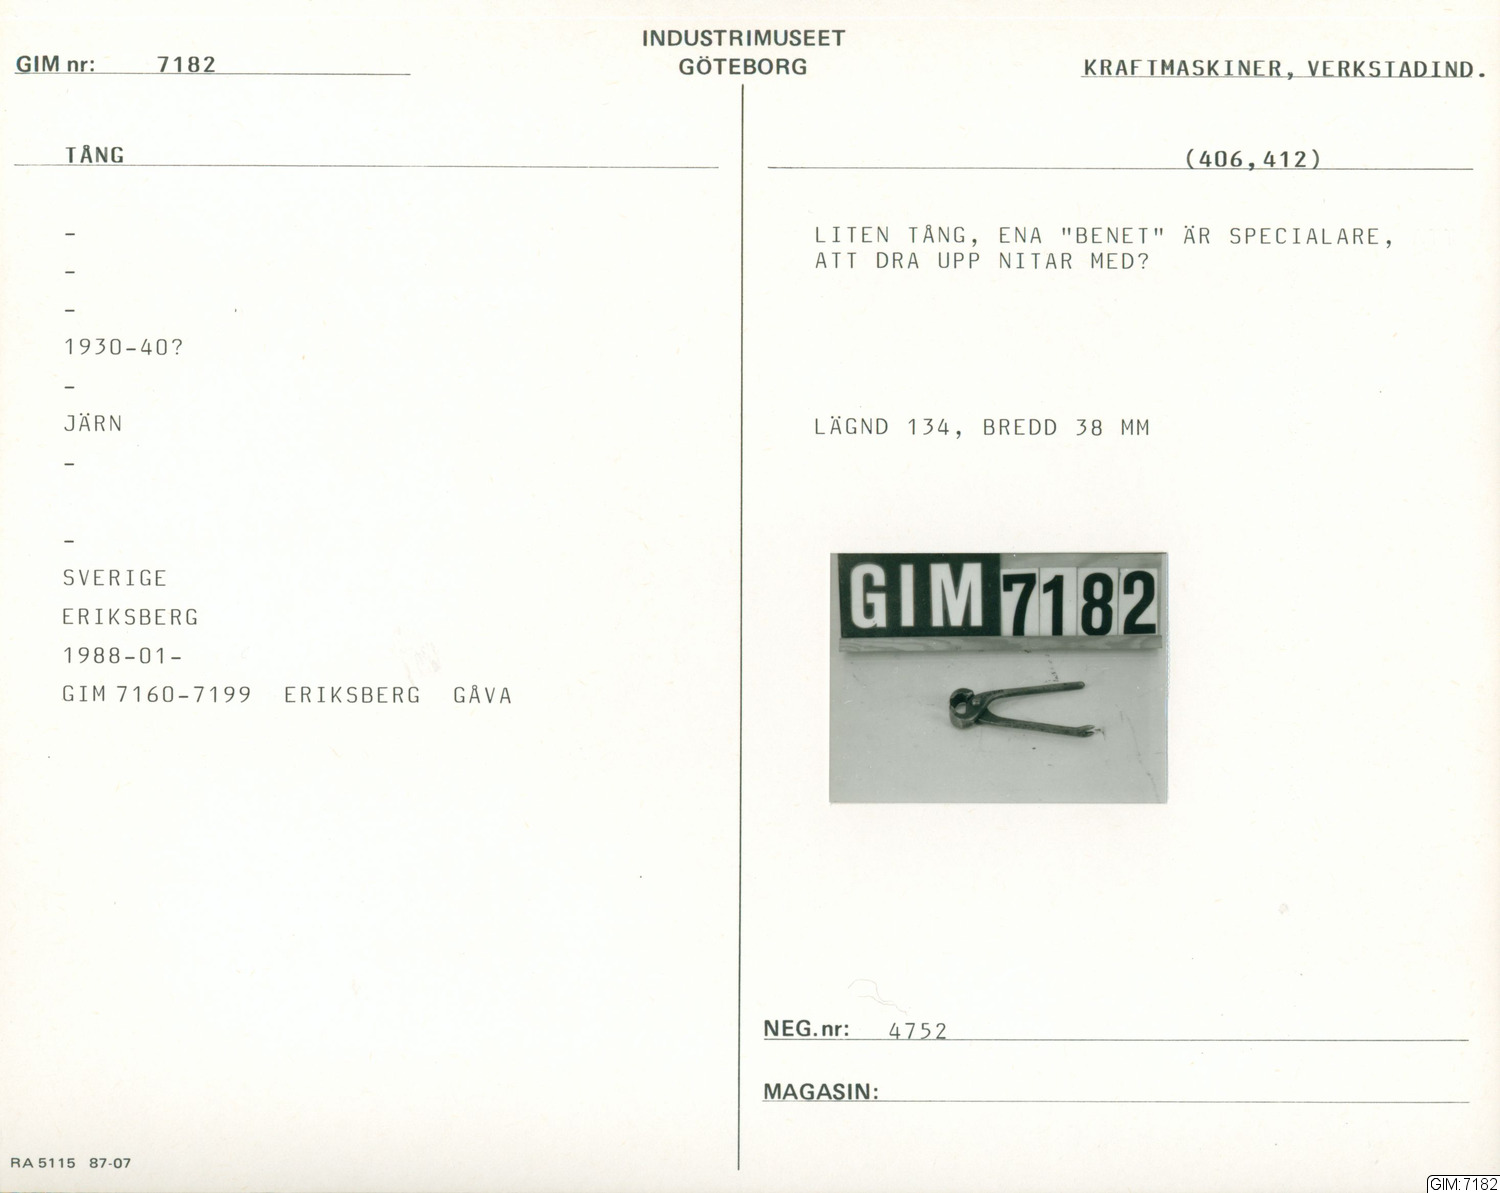 INDUSTRIMUSEET
GÖTEBORG
GIM nr: 7182
KRAFTMASKINER, VERKSTADIND.
TÅNG
(406,412)
-
-
-
1930-40?
-
JÄRN
-
-
SVERIGE
ERIKSBERG
1988-01-
GIM 7160-7199 ERIKSBERG GÅVA
LITEN TÅNG, ENA "BENET" ÄR SPECIALARE,
ATT DRA UPP NITAR MED?
LÄGND 134, BREDD 38 MM
GIM 7182
NEG.nr: 4752
MAGASIN:
RA 5115 87-07
GIM:7182